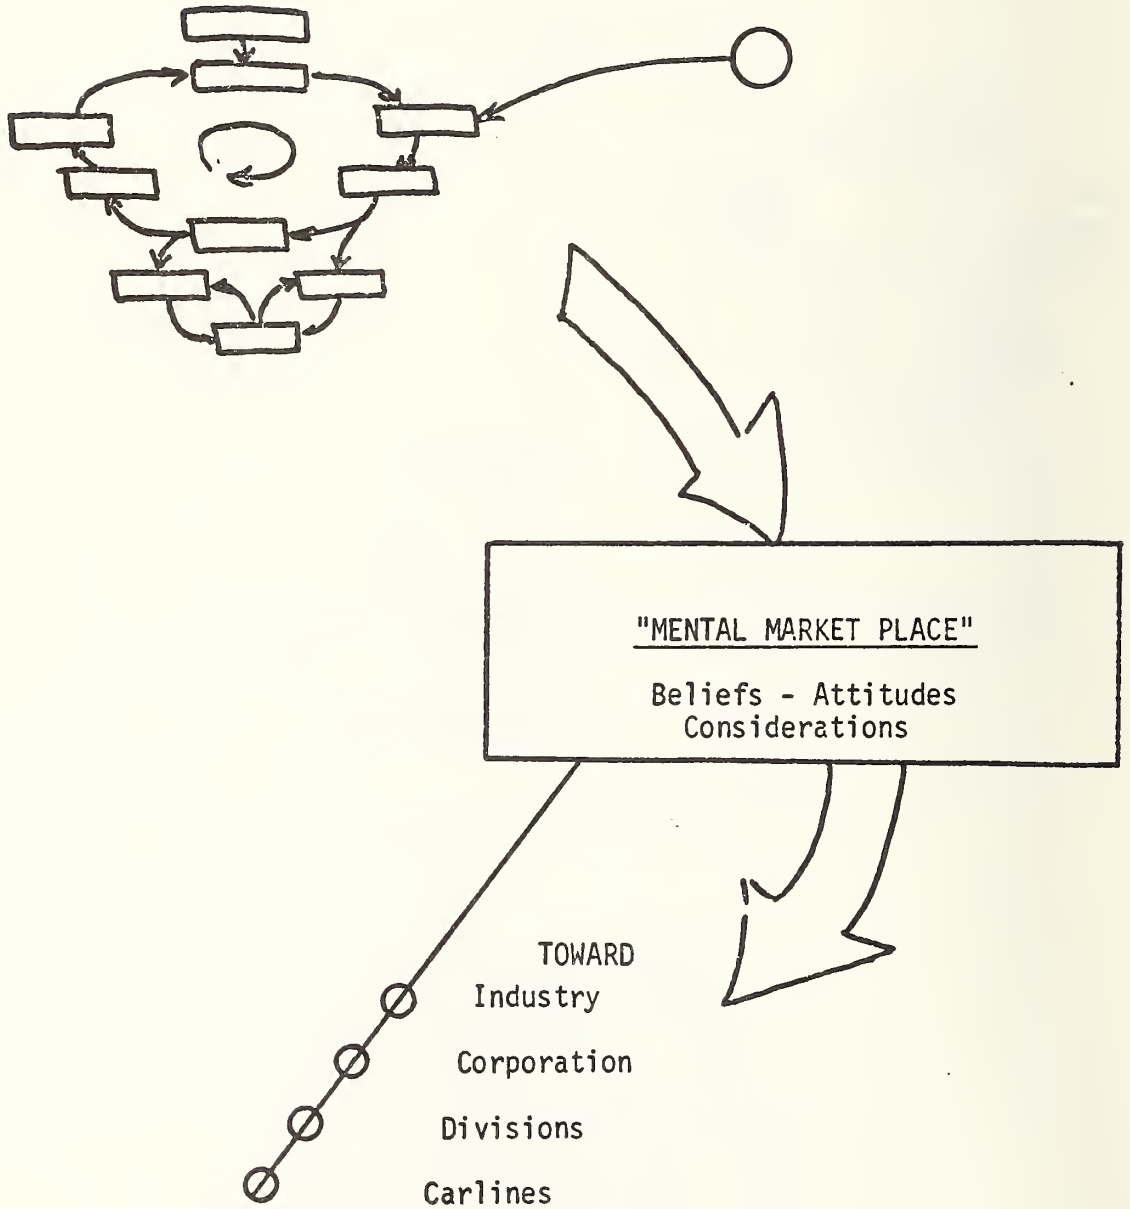 "MENTAL MARKET PLACE"
Beliefs - Attitudes
Considerations
TOWARD
Industry
Corporation
Divisions
Carlines